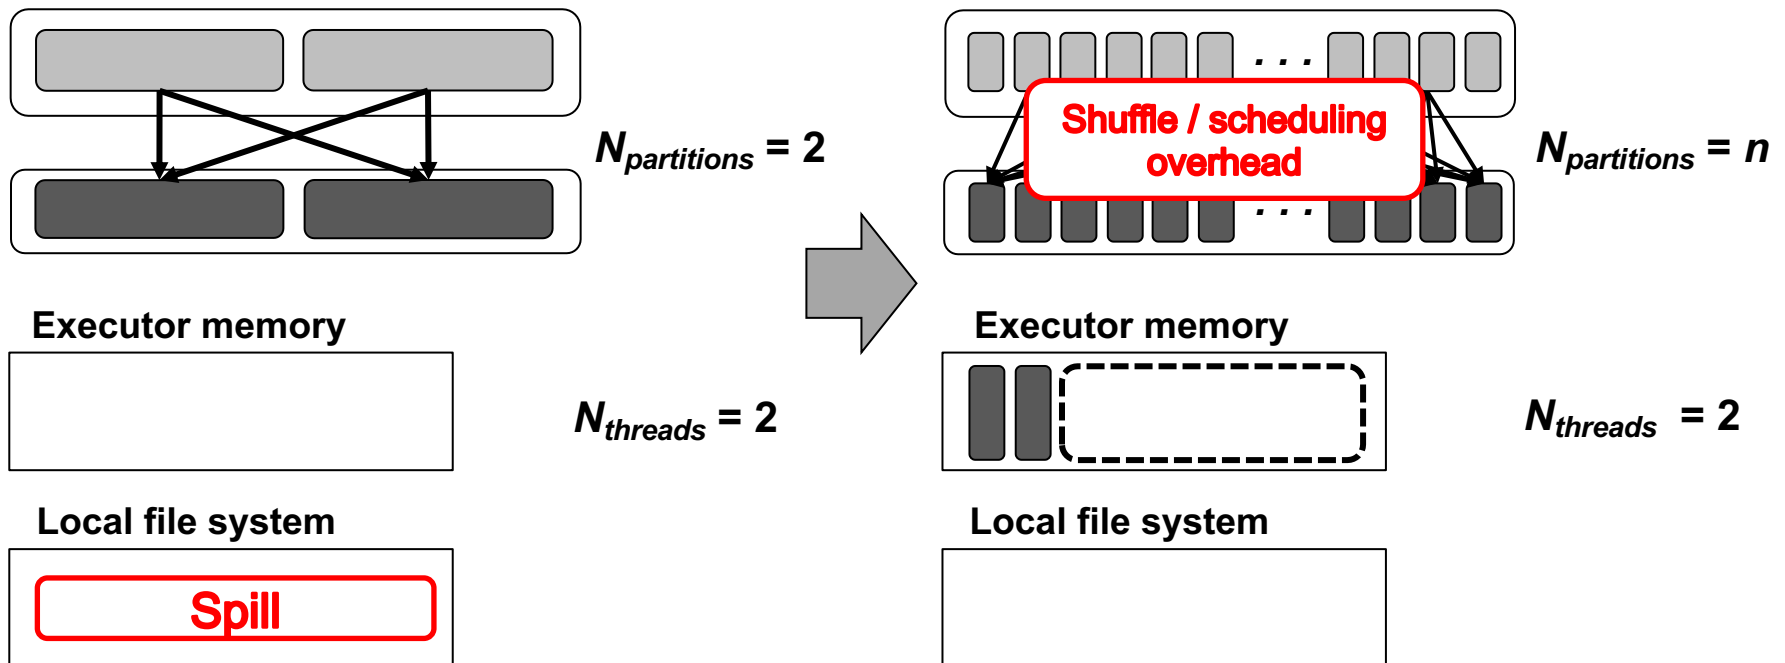 . . .
Shuffle / scheduling
overhead
Npartitions = 2
Npartitions = n
. . .
Executor memory
Executor memory
Nthreads = 2
Nthreads = 2
Local file system
Local file system
Spill